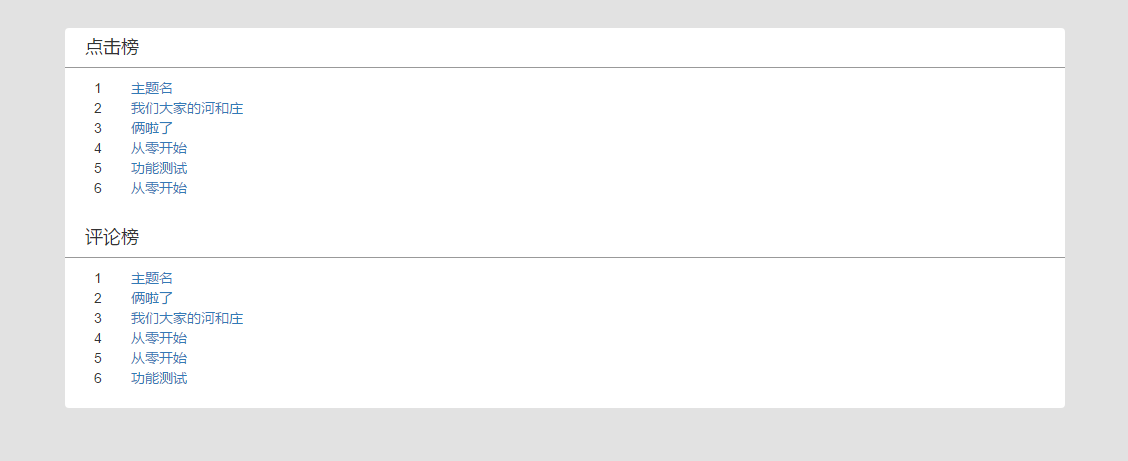 点击榜
1 主题名
2 我们大家的河和庄
3 俩啦了
4 从零开始
5 功能测试
6 从零开始
评论榜
1 主题名
2 俩啦了
3 我们大家的河和庄
4 从零开始
5 从零开始
6 功能测试